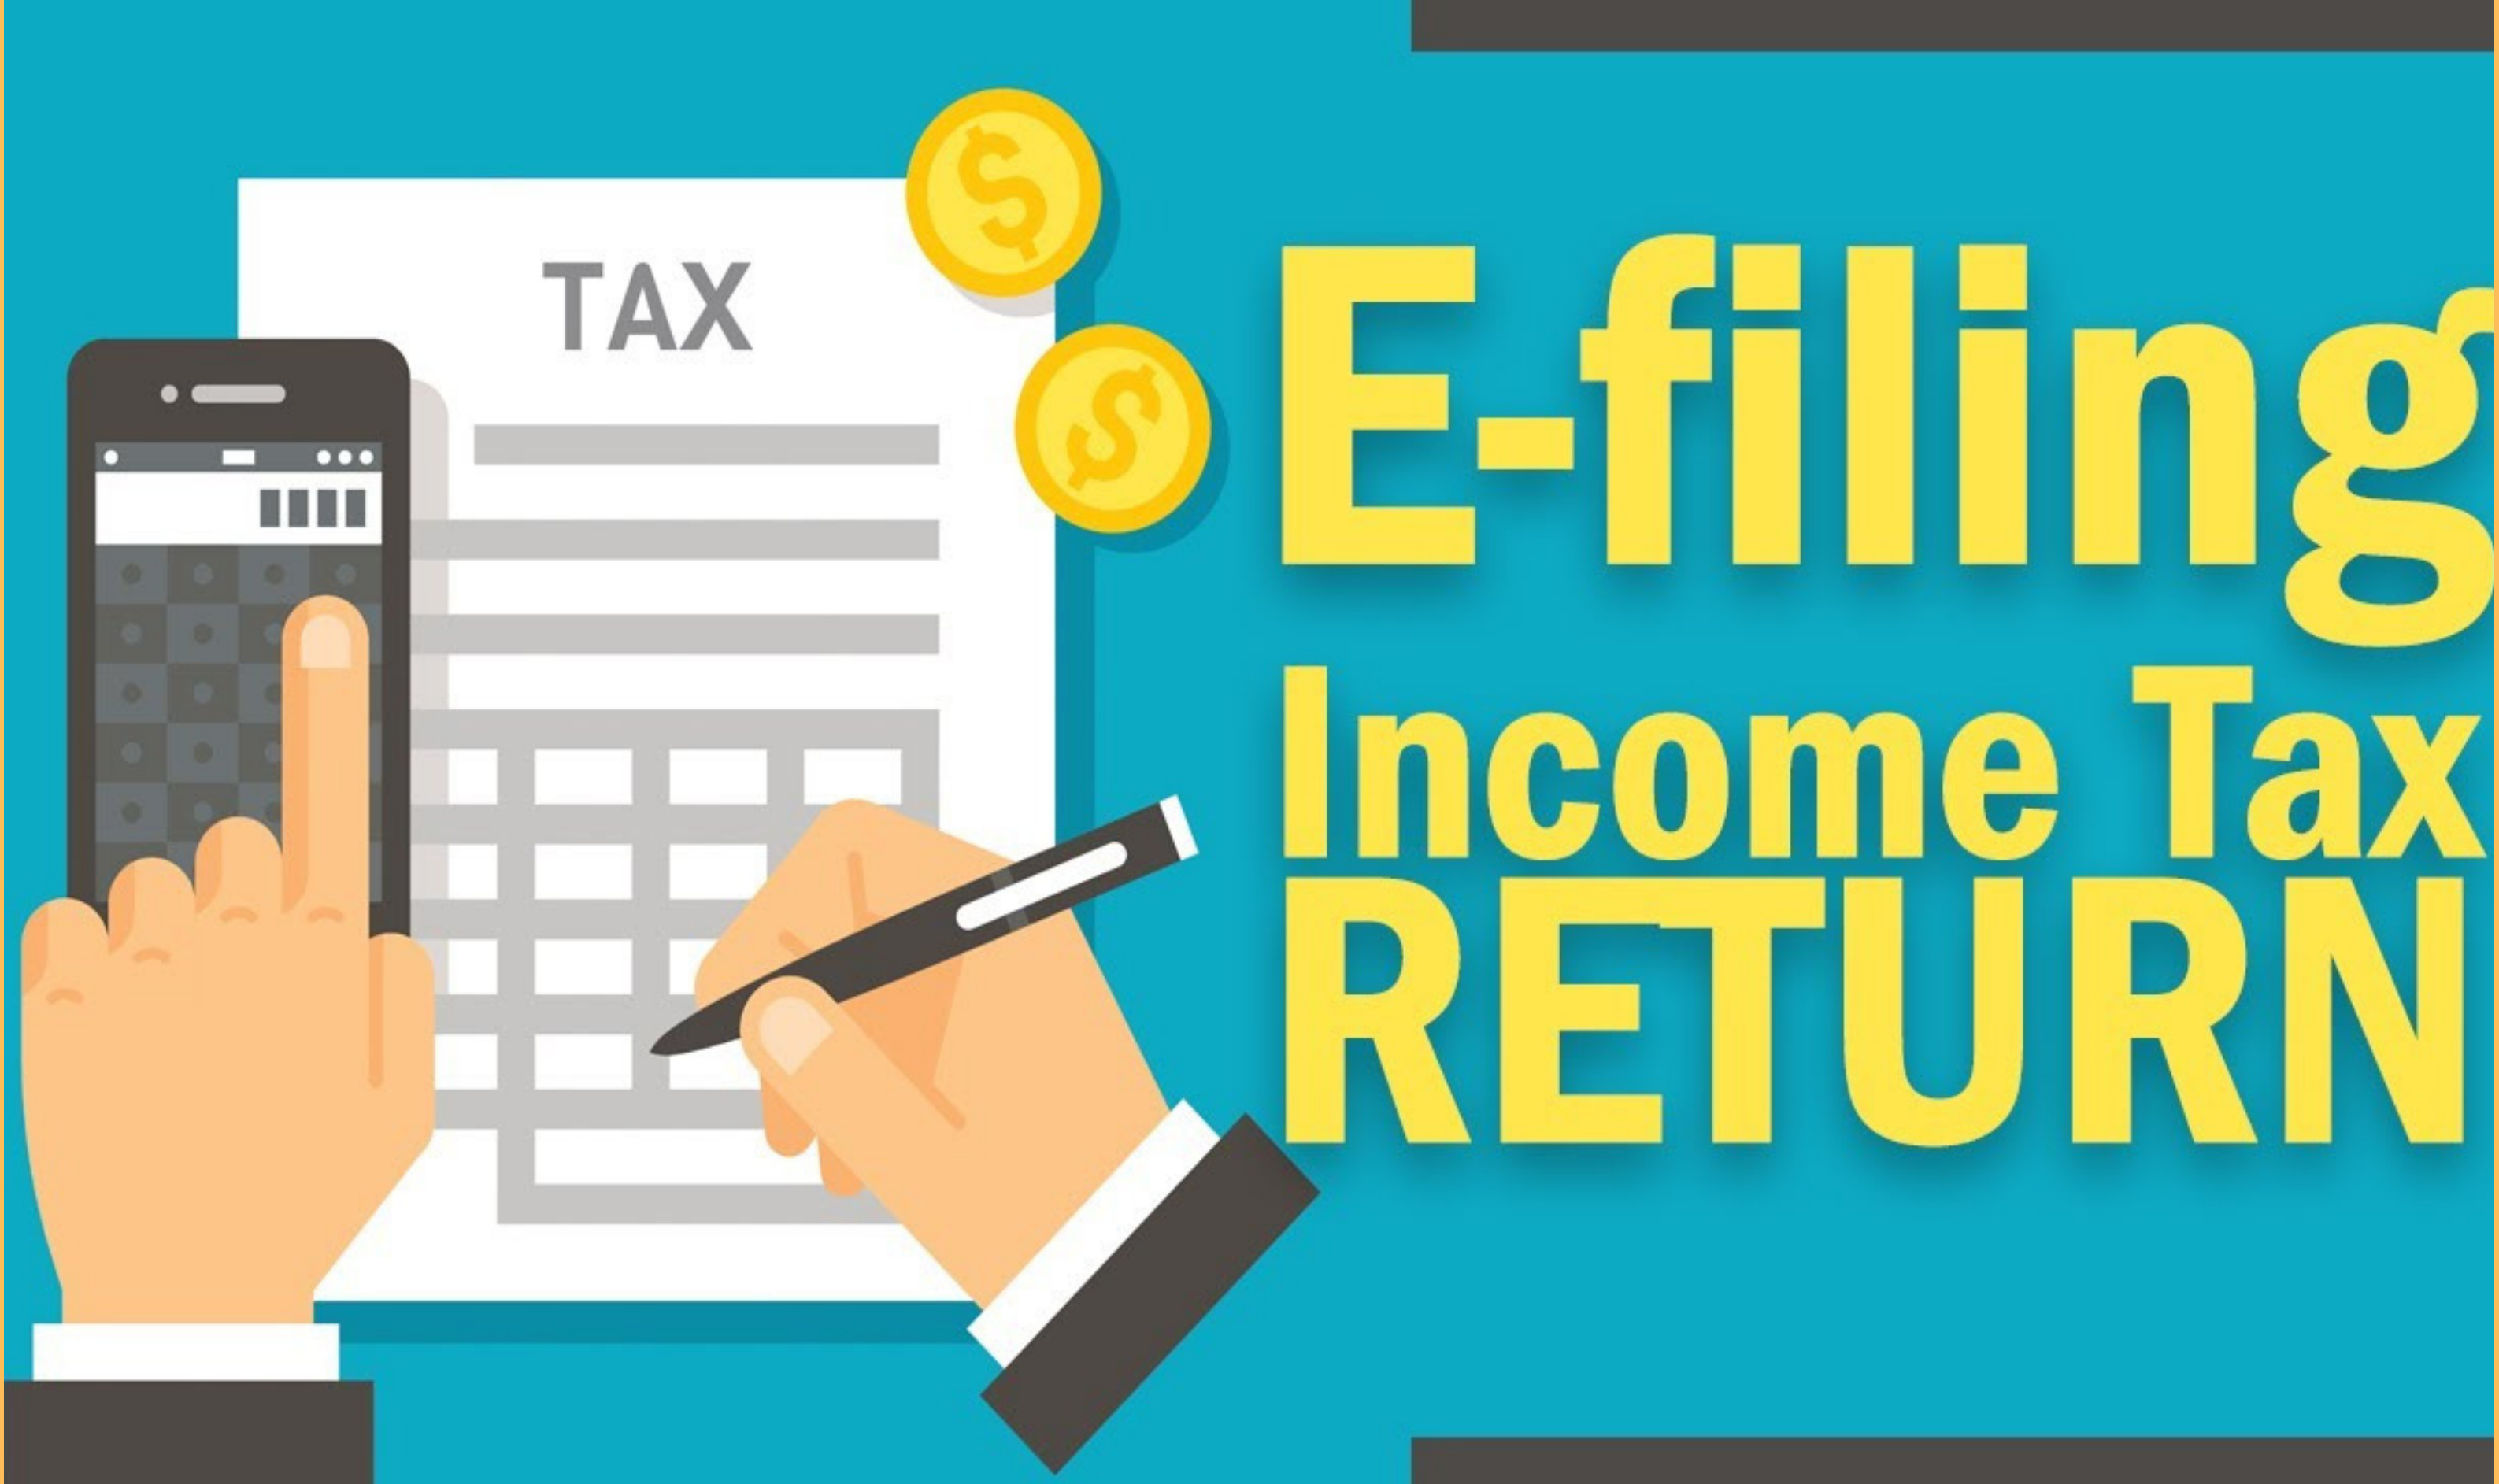 TAX
$
$
E-filing
Income Tax
RETURN